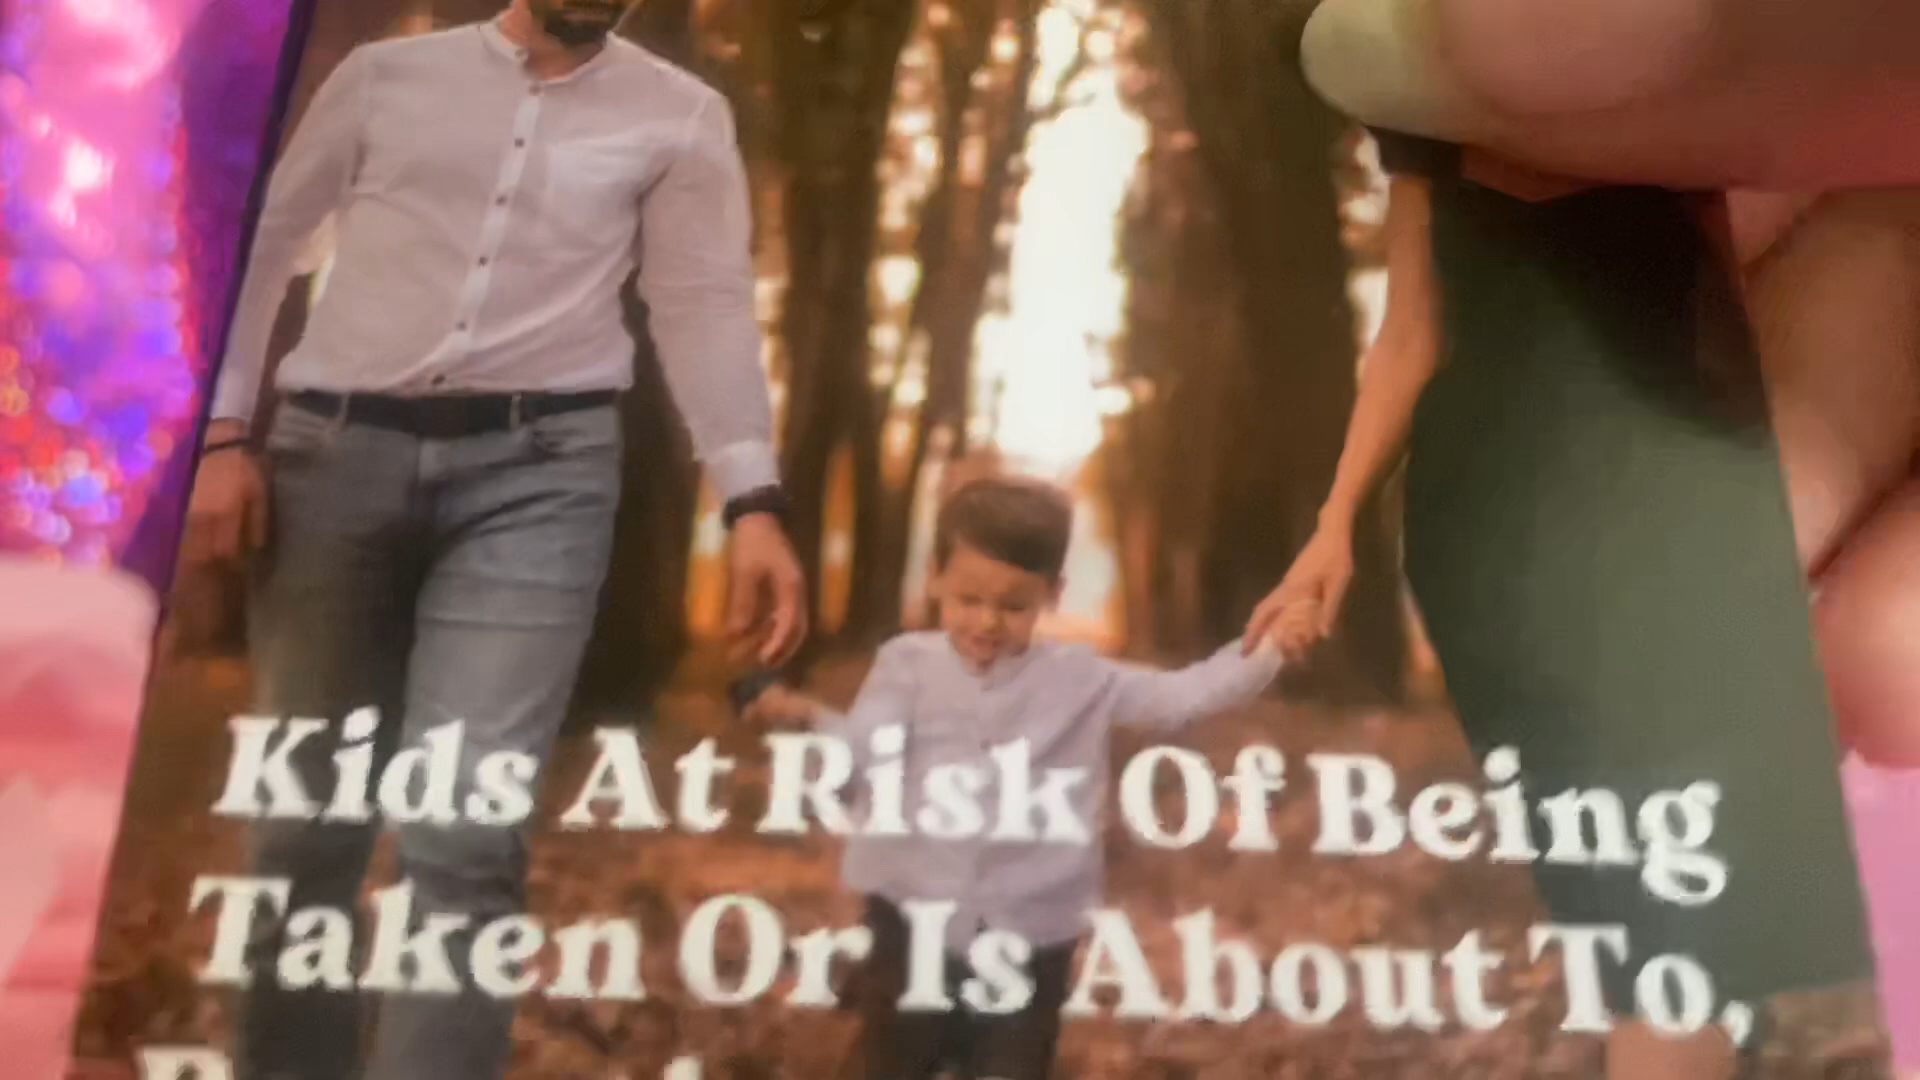 Kids At Risk Of Being
Taken Or Is About To,